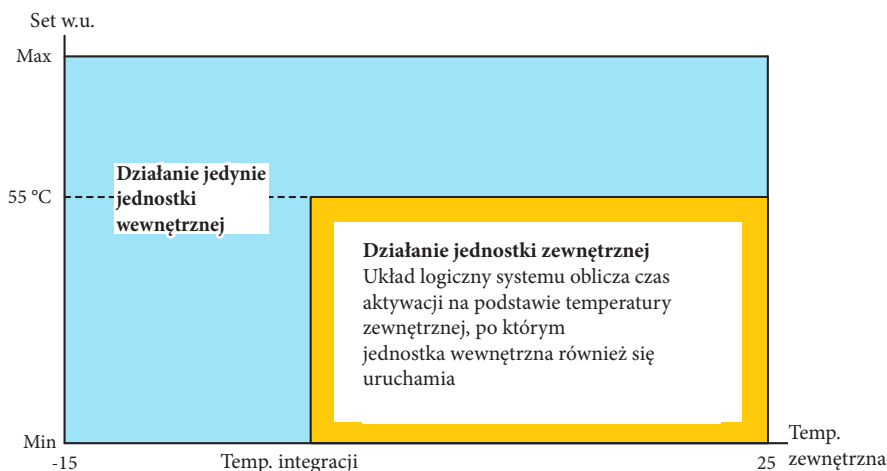 Set w.u.
Max
Działanie jedynie
55 °C
jednostki
wewnętrznej
Działanie jednostki zewnętrznej
Układ logiczny systemu oblicza czas
aktywacji na podstawie temperatury
zewnętrznej, po którym
jednostka wewnętrzna również się
uruchamia
Min
-15
Temp. integracji
25
Temp.
zewnętrzna